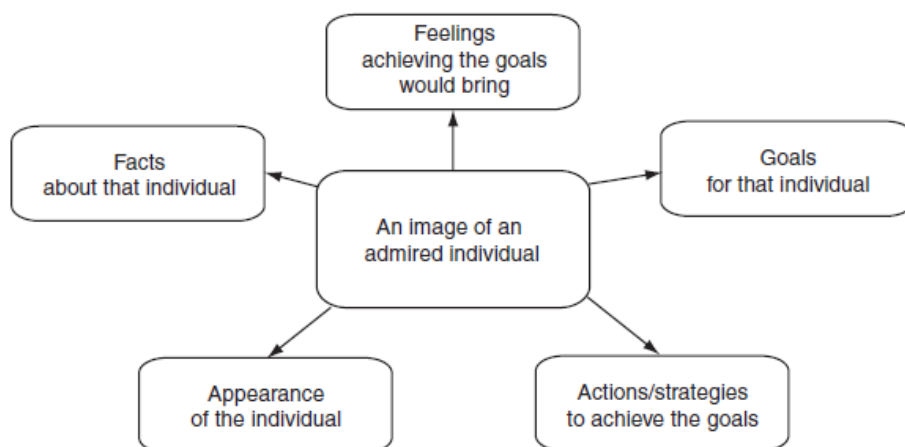 Feelings
achieving the goals
would bring
Facts
about that individual
Goals
for that individual
An image of an
admired individual
Appearance
of the individual
Actions/strategies
to achieve the goals